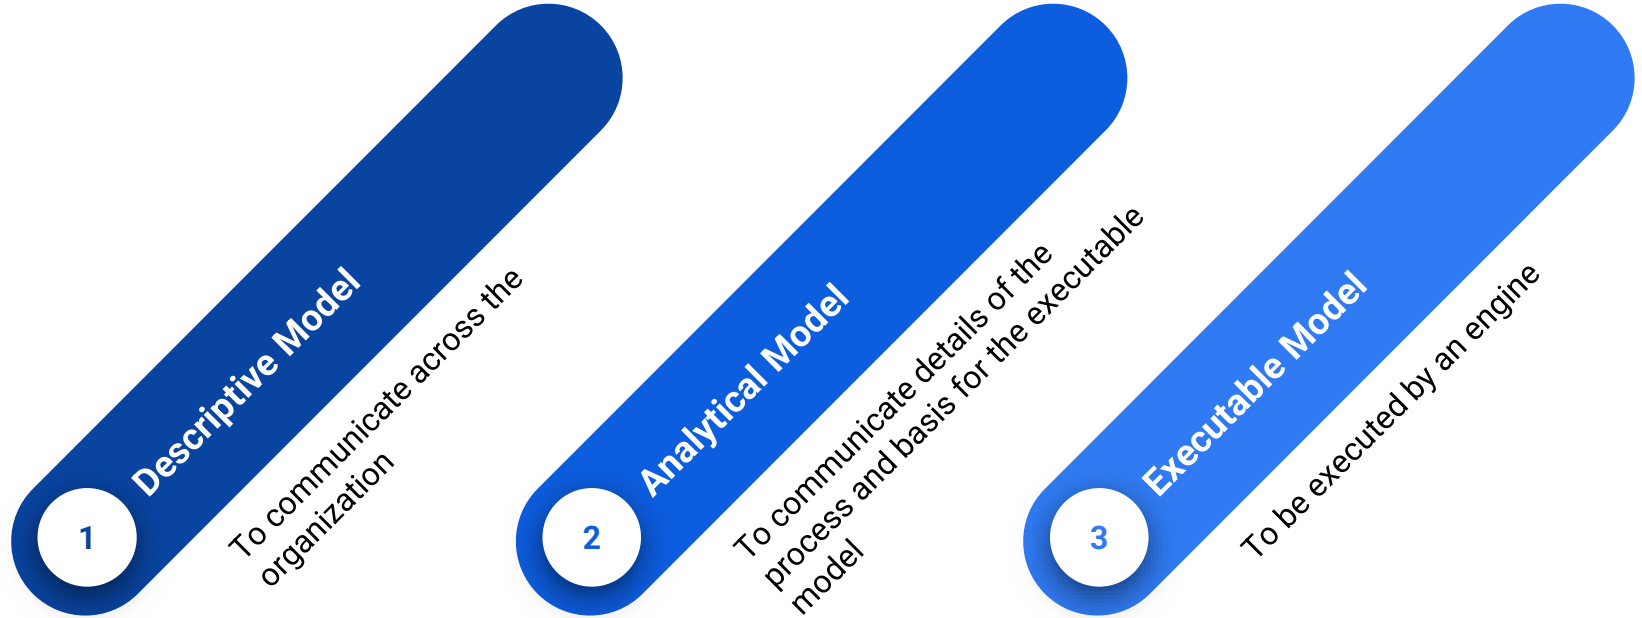 1
Descriptive Model
To communicate across the
organization
2
Analytical Model
To communicate details of the
process and basis for the executable
model
3
Executable Model
To be executed by an engine